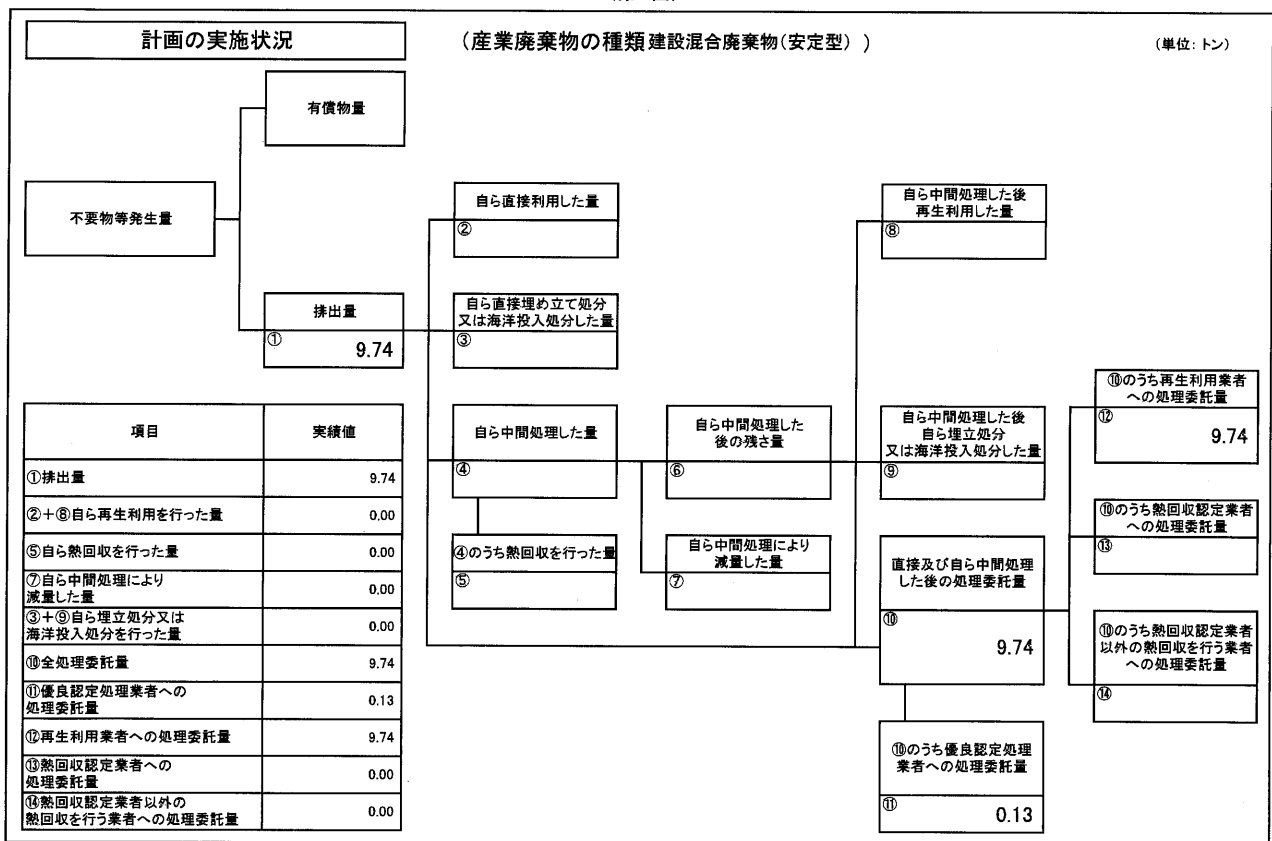 計画の実施状況
(産業廃棄物の種類 建設混合廃棄物(安定型) )
(単位:トン)
有償物量
不要物等発生量
排出量
①
9.74
自ら直接利用した量
②
自ら直接埋め立て処分
又は海洋投入処分した量
③
自ら中間処理した量
④
④のうち熱回収を行った量
⑤
自ら中間処理した
後の残さ量
⑥
自ら中間処理により
減量した量
⑦
自ら中間処理した後
再生利用した量
⑧
自ら中間処理した後
自ら埋立処分
又は海洋投入処分した量
⑨
直接及び自ら中間処理
した後の処理委託量
⑩
9.74
⑩のうち優良認定処理
業者への処理委託量
⑪
0.13
⑩のうち再生利用業者
への処理委託量
⑫
9.74
⑩のうち熱回収認定業者
への処理委託量
⑬
⑩のうち熱回収認定業者
以外の熱回収を行う業者
への処理委託量
⑭
項目 実績値
①排出量 9.74
②+⑧自ら再生利用を行った量 0.00
⑤自ら熱回収を行った量 0.00
⑦自ら中間処理により
減量した量 0.00
③+⑨自ら埋立処分又は
海洋投入処分を行った量 0.00
⑩全処理委託量 9.74
⑪優良認定処理業者への
処理委託量 0.13
⑫再生利用業者への処理委託量 9.74
⑬熱回収認定業者への
処理委託量 0.00
⑭熱回収認定業者以外の
熱回収を行う業者への処理委託量 0.00